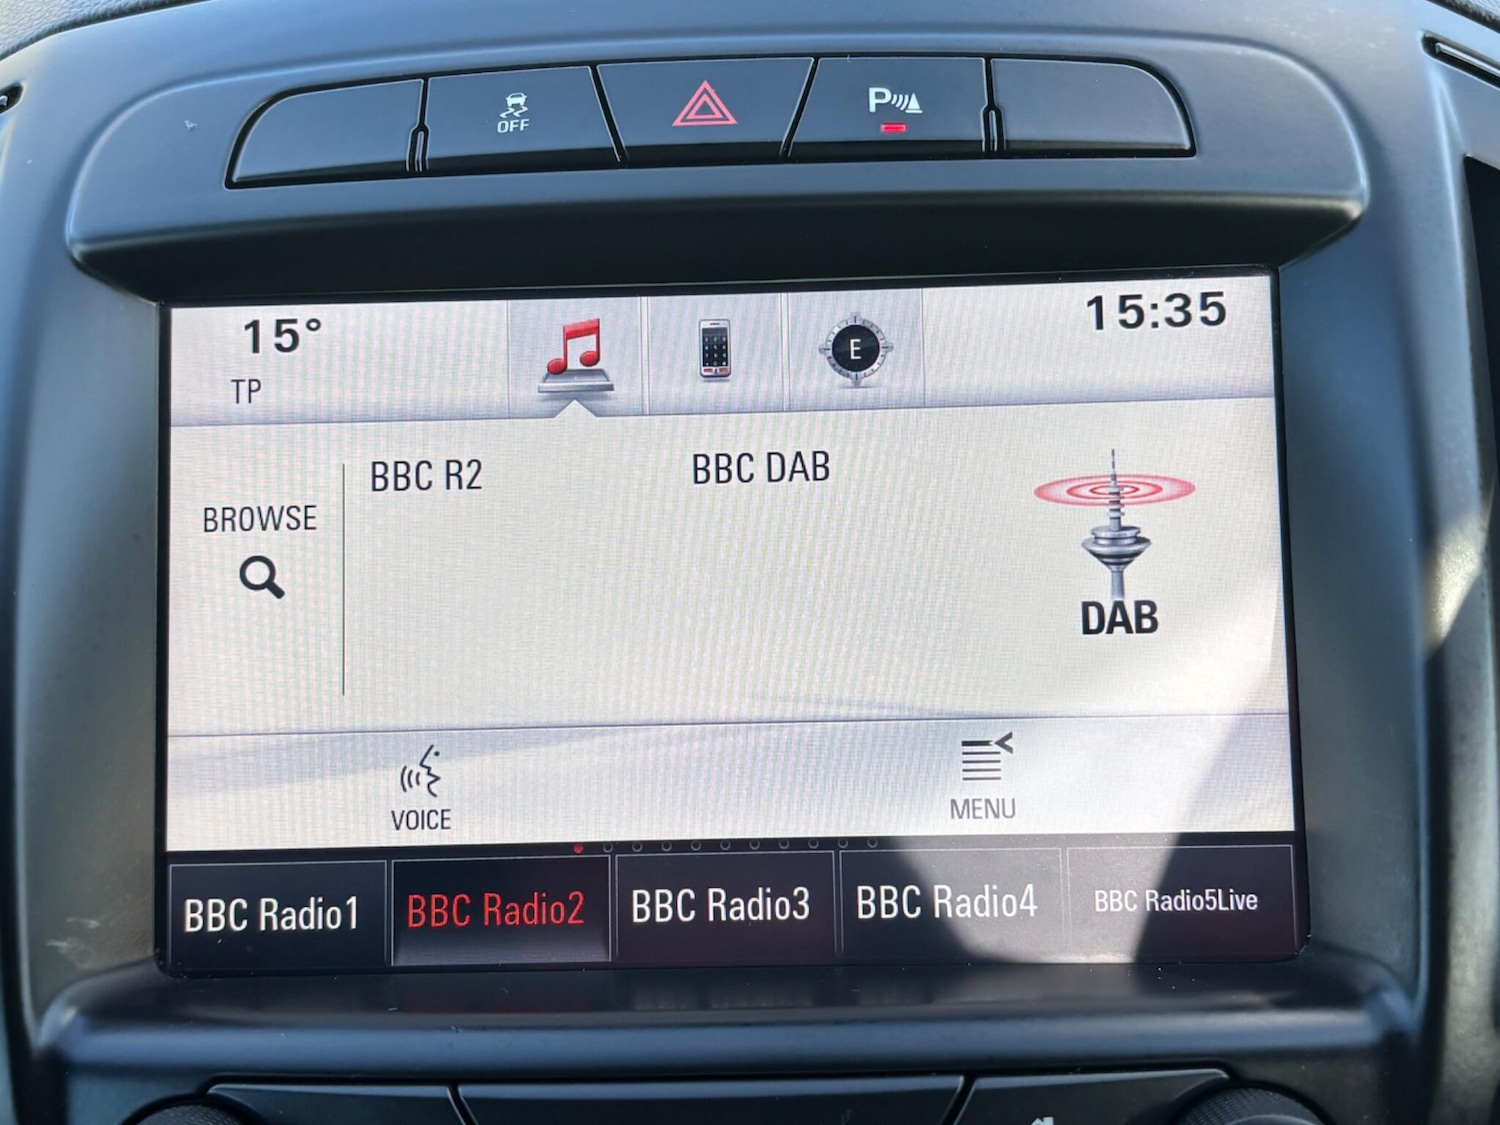 OFF
P
15°
E
15:35
TP
BBC R2
BBC DAB
BROWSE
DAB
VOICE
MENU
BBC Radio1
BBC Radio2
BBC Radio3
BBC Radio4
BBC Radio5Live